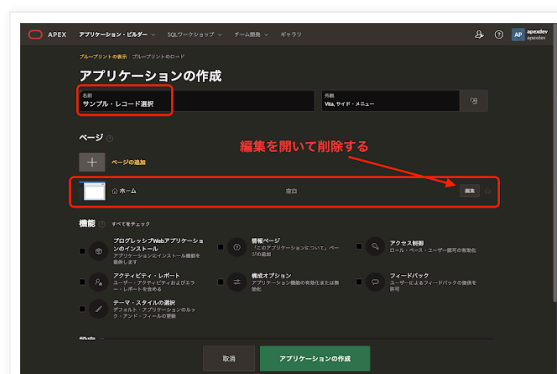 APEX アプリケーション・ビルダー SQLワークショップ チーム開発 ギャラリ AP apexdev
apexdev
ブループリントの表示 ブループリントのロード
アプリケーションの作成
名前
サンプル・レコード選択
外観
Vita, サイド・メニュー
ページ
編集を開いて削除する
ページの追加
ホーム 空白 編集
機能 すべてをチェック
プログレッシブWebアプリケーションのインストール
アプリケーションにインストール機能を提供します
情報ページ
「このアプリケーションについて」ページの追加
アクセス制御
ロール・ベース・ユーザー認可の有効化
アクティビティ・レポート
ユーザー・アクティビティおよびエラー・レポートを含める
構成オプション
アプリケーション機能の有効化または無効化
フィードバック
ユーザーによるフィードバックの提供を許可
テーマ・スタイルの選択
デフォルト・アプリケーションのルック・アンド・フィールの更新
取消 アプリケーションの作成